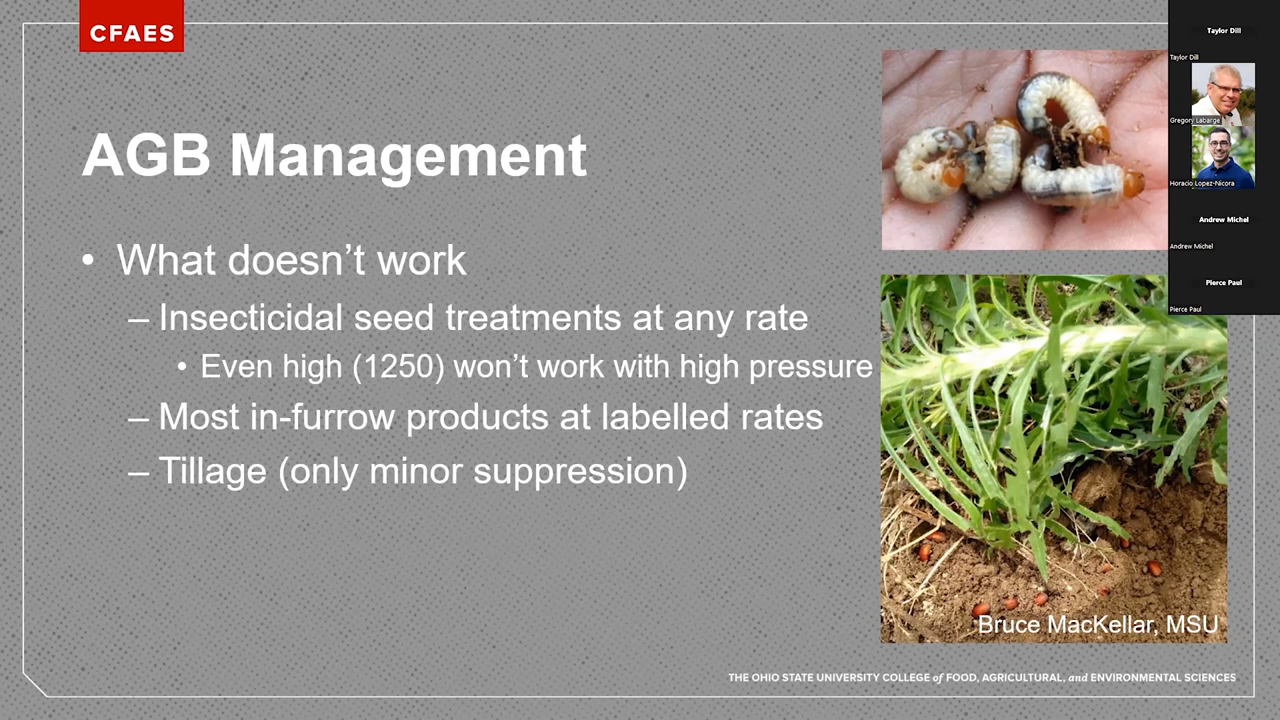 CFAES
AGB Management
• What doesn't work
– Insecticidal seed treatments at any rate
• Even high (1250) won't work with high pressure
– Most in-furrow products at labelled rates
– Tillage (only minor suppression)
Bruce MacKellar, MSU
THE OHIO STATE UNIVERSITY COLLEGE of FOOD, AGRICULTURAL, and ENVIRONMENTAL SCIENCES
Taylor Dill
Taylor Dill
Gregory Labarge
Horacio Lopez-Nicora
Andrew Michel
Andrew Michel
Pierce Paul
Pierce Paul